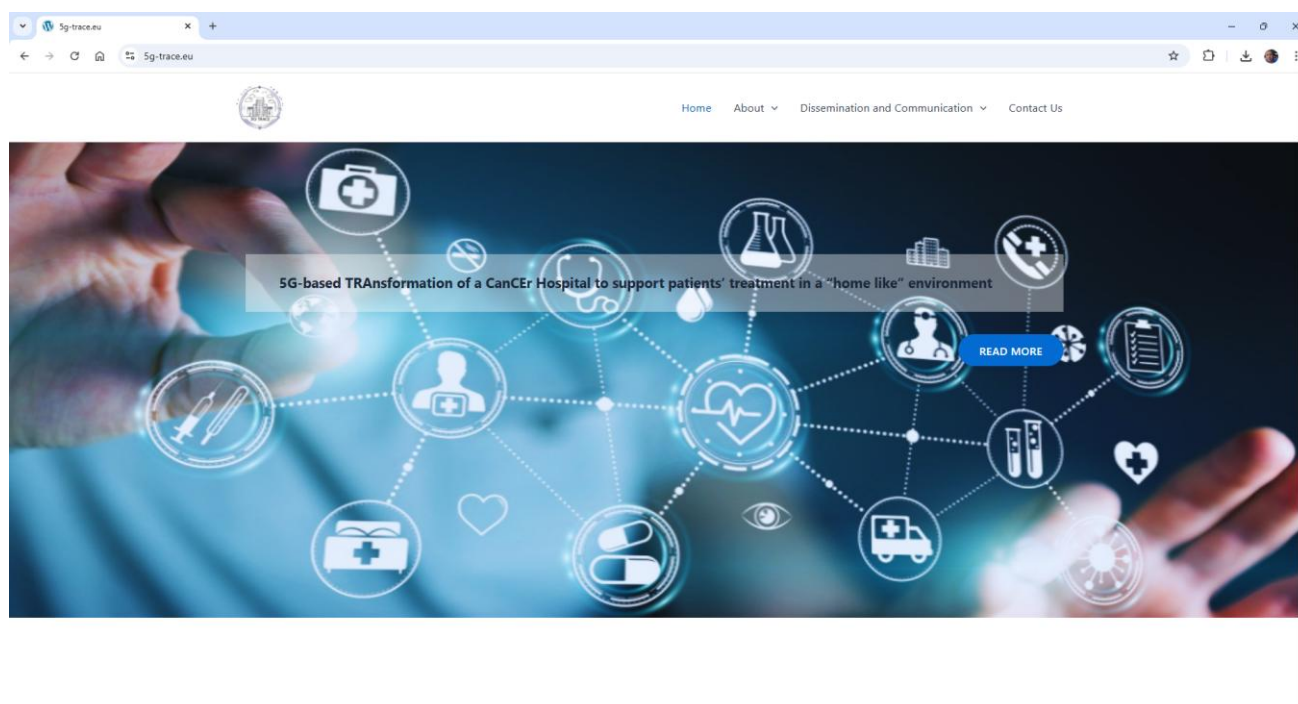 5g-trace.eu
5g-trace.eu
Home About Dissemination and Communication Contact Us
5G-based TRAnsformation of a CanCEr Hospital to support patients’ treatment in a “home like” environment
READ MORE